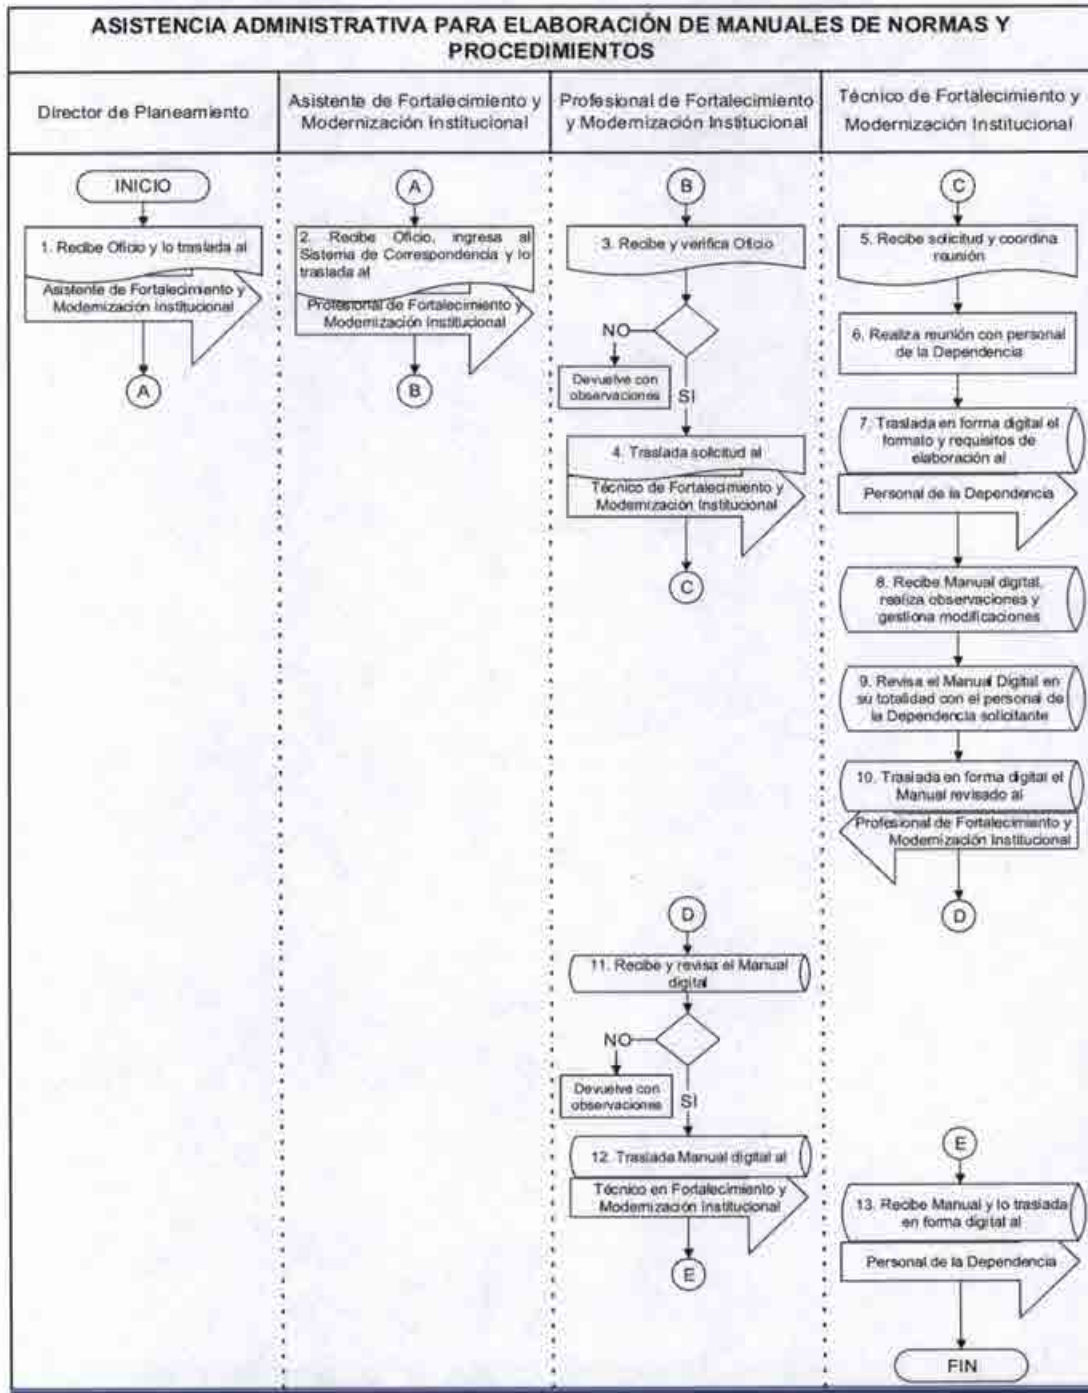 ASISTENCIA ADMINISTRATIVA PARA ELABORACIÓN DE MANUALES DE NORMAS Y
PROCEDIMIENTOS
Director de Planeamiento
Asistente de Fortalecimiento y
Modernización Institucional
Profesional de Fortalecimiento
y Modernización Institucional
Técnico de Fortalecimiento y
Modernización Institucional
INICIO
1. Recibe Oficio y lo traslada al
Asistente de Fortalecimiento y
Modernización Institucional
A
A
2. Recibe Oficio, ingresa al
Sistema de Correspondencia y lo
traslada al
Profesional de Fortalecimiento y
Modernización Institucional
B
B
3. Recibe y verifica Oficio
NO
Devuelve con
observaciones
SI
4. Traslada solicitud al
Técnico de Fortalecimiento y
Modernización Institucional
C
C
5. Recibe solicitud y coordina
reunión
6. Realiza reunión con personal
de la Dependencia
7. Traslada en forma digital el
formato y requisitos de
elaboración al
Personal de la Dependencia
8. Recibe Manual digital,
realiza observaciones y
gestiona modificaciones
9. Revisa el Manual Digital en
su totalidad con el personal de
la Dependencia solicitante
10. Traslada en forma digital el
Manual revisado al
Profesional de Fortalecimiento y
Modernización Institucional
D
D
11. Recibe y revisa el Manual
digital
NO
Devuelve con
observaciones
SI
12. Traslada Manual digital al
Técnico en Fortalecimiento y
Modernización Institucional
E
E
13. Recibe Manual y lo traslada
en forma digital al
Personal de la Dependencia
FIN